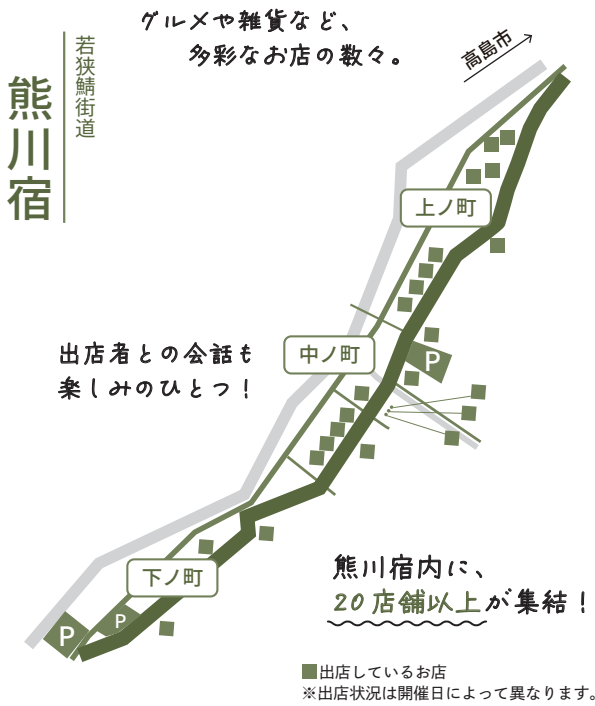 グルメや雑貨など、
多彩なお店の数々。
若狭鯖街道
熊川宿
高島市
上ノ町
中ノ町
P
出店者との会話も
楽しみのひとつ！
下ノ町
P
P
熊川宿内に、
20店舗以上が集結！
出店しているお店
※出店状況は開催日によって異なります。